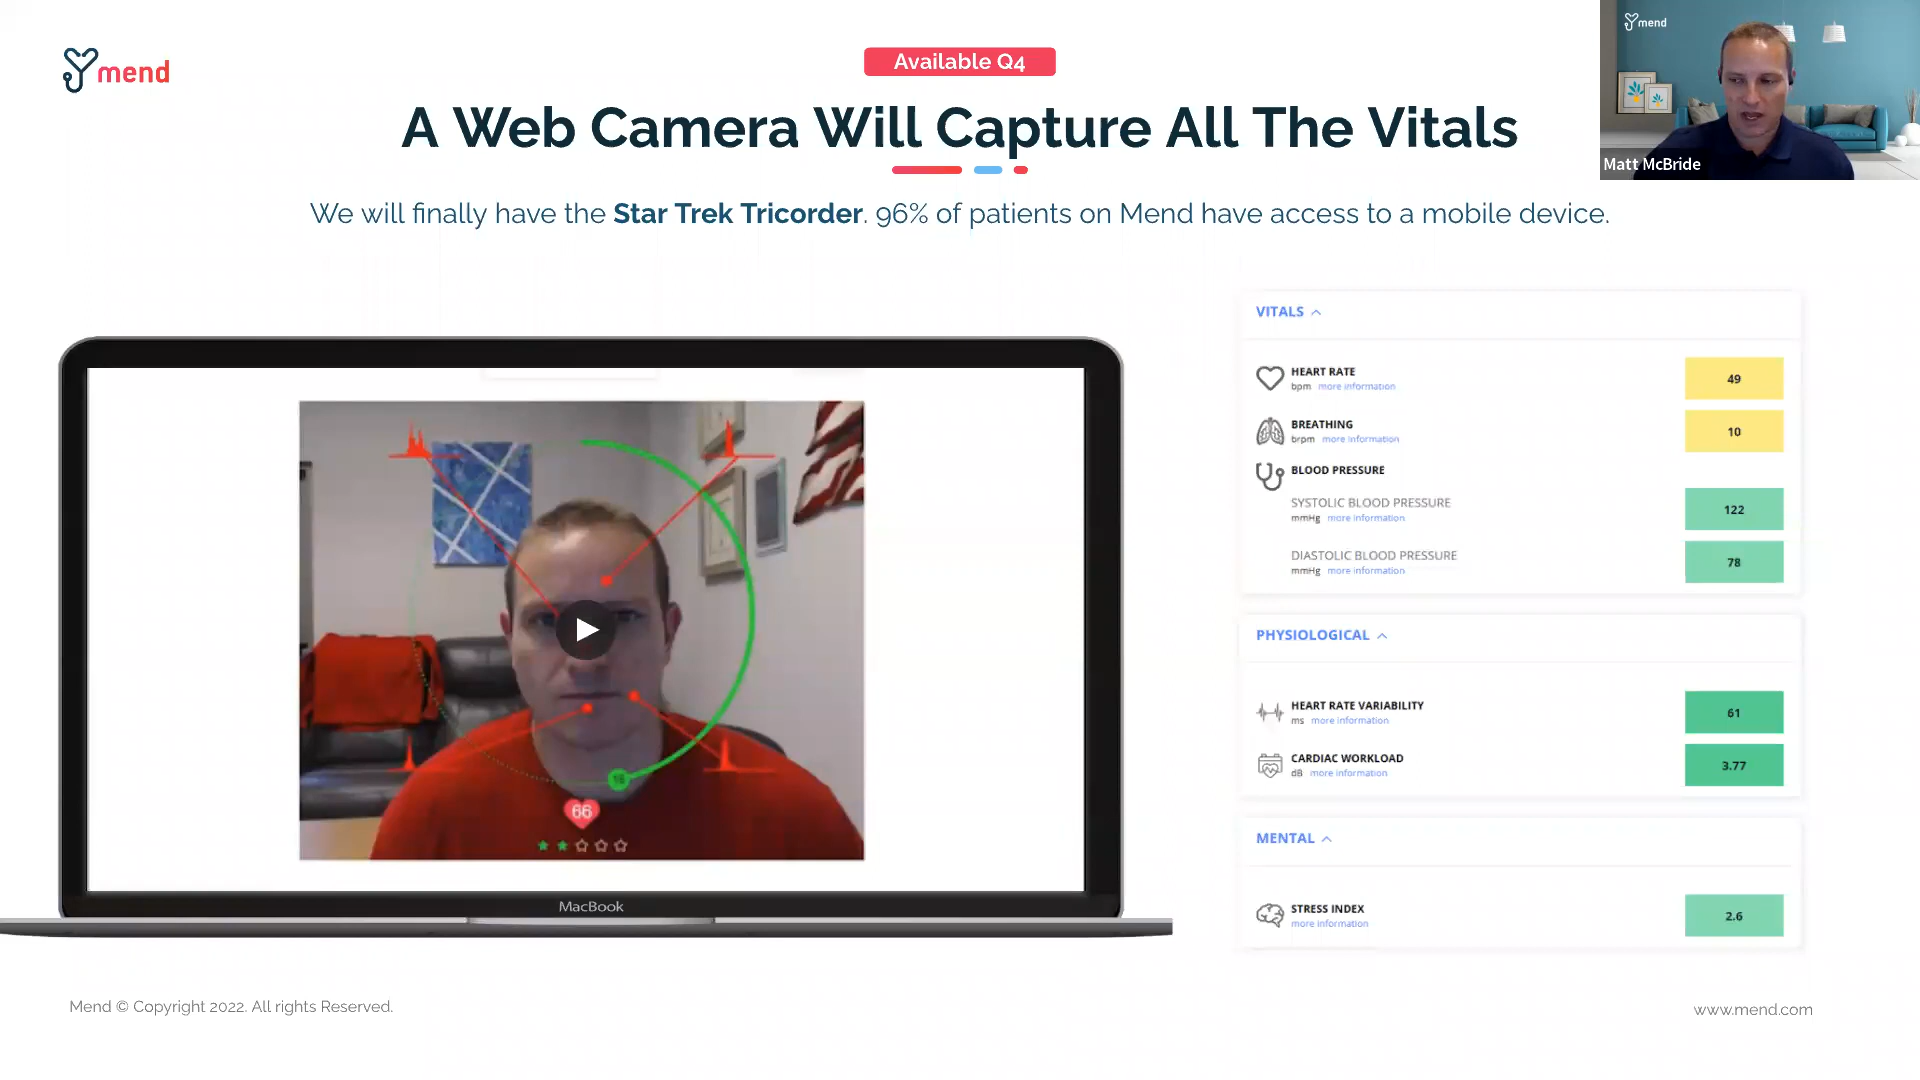 mend
Available Q4
A Web Camera Will Capture All The Vitals
We will finally have the Star Trek Tricorder. 96% of patients on Mend have access to a mobile device.
mend
Matt McBride
VITALS
HEART RATE
bpm more information
49
BREATHING
brpm more information
10
BLOOD PRESSURE
SYSTOLIC BLOOD PRESSURE
mmHg more information
122
DIASTOLIC BLOOD PRESSURE
mmHg more information
78
PHYSIOLOGICAL
HEART RATE VARIABILITY
ms more information
61
CARDIAC WORKLOAD
dB more information
3.77
MENTAL
STRESS INDEX
more information
2.6
66
MacBook
Mend © Copyright 2022. All rights Reserved.
www.mend.com